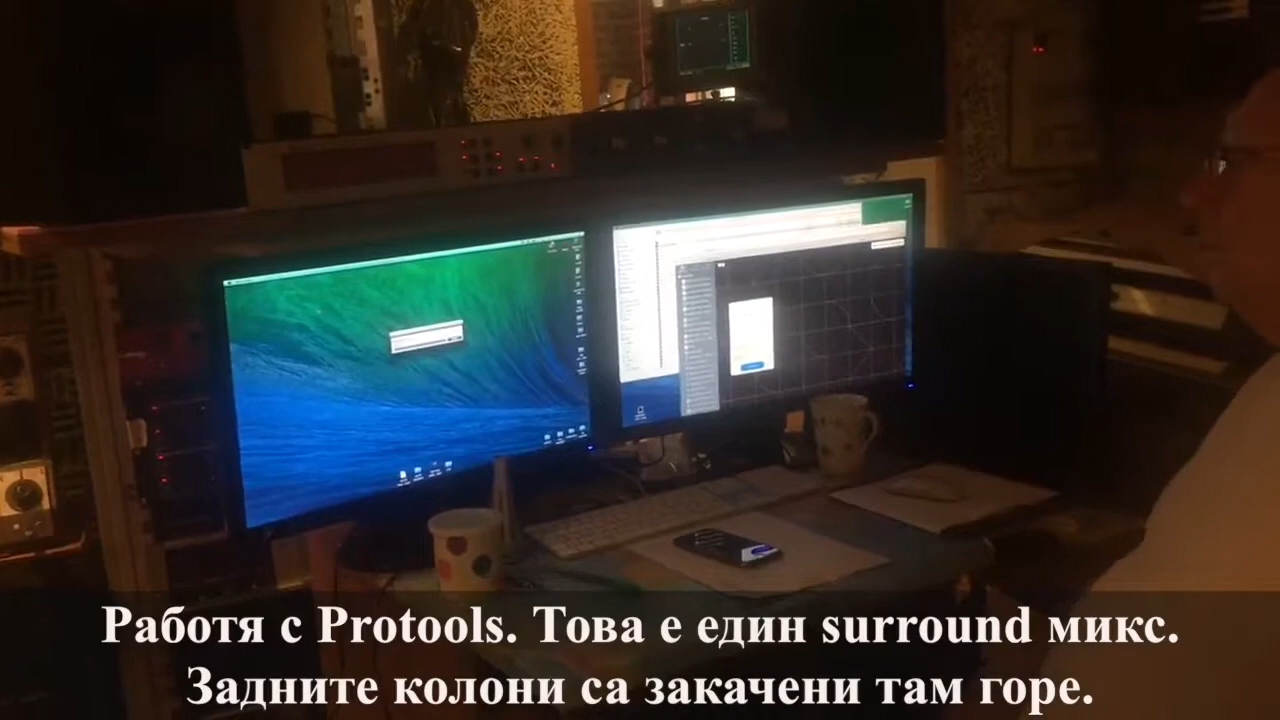 Работя с Protools. Това е един surround микс.
Задните колони са закачени там горе.